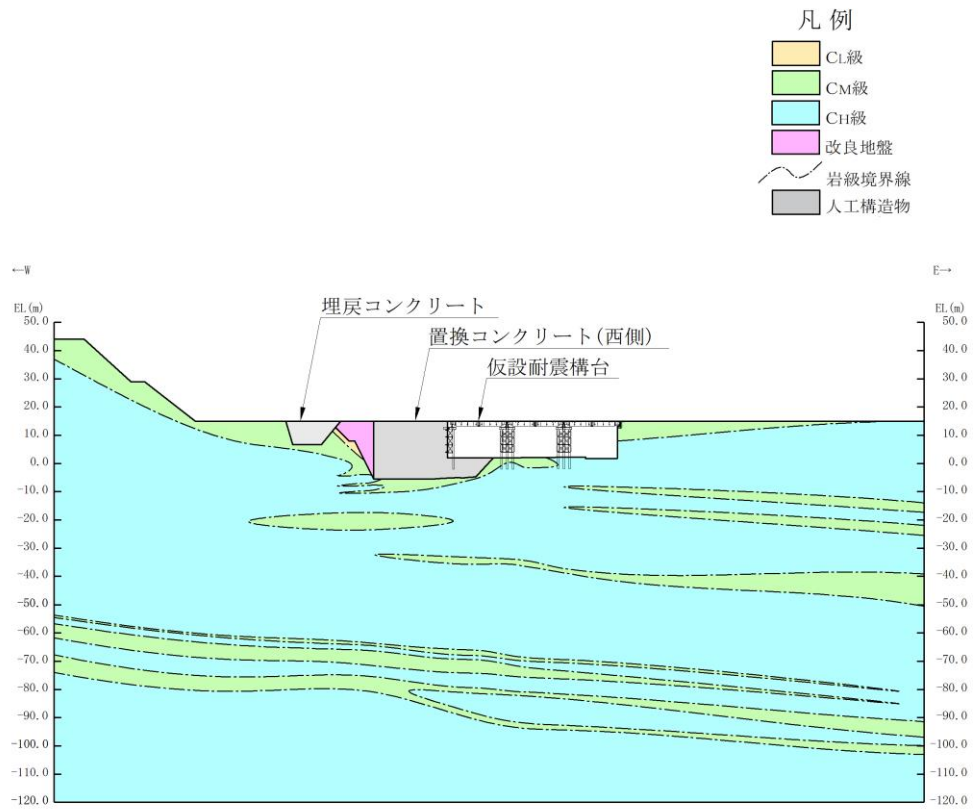 凡例
CL級
CM級
CH級
改良地盤
岩級境界線
人工構造物
←W
E→
EL(m)
EL(m)
埋戻コンクリート
置換コンクリート(西側)
仮設耐震構台
50.0
40.0
30.0
20.0
10.0
0.0
-10.0
-20.0
-30.0
-40.0
-50.0
-60.0
-70.0
-80.0
-90.0
-100.0
-110.0
-120.0
50.0
40.0
30.0
20.0
10.0
0.0
-10.0
-20.0
-30.0
-40.0
-50.0
-60.0
-70.0
-80.0
-90.0
-100.0
-110.0
-120.0